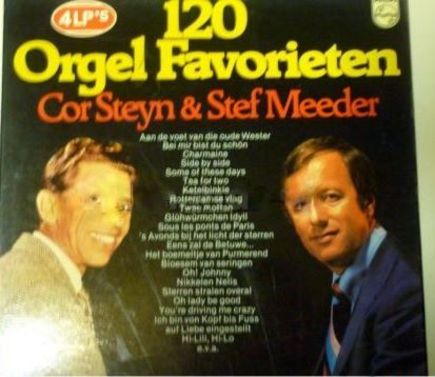 4 LP's
PHILIPS
120
Orgel Favorieten
Cor Steyn & Stef Meeder
Aan de voet van die oude Wester
Bei mir bist du schön
Charmaine
Side by side
Some of these days
Tea for two
Ketelbinkie
Rotterdamse vlag
Twee motten
Glühwürmchen Idyll
Sous les ponts de Paris
's Avonds bij het licht der sterren
Eens zal de Betuwe...
Het boemeltje van Purmerend
Bloesem van seringen
Oh! Johnny
Nikkelen Nelis
Sterren stralen overal
Oh lady be good
You're driving me crazy
Ich bin von Kopf bis Fuss
auf Liebe eingestellt
Hi-Lili, Hi-Lo
e.v.a.